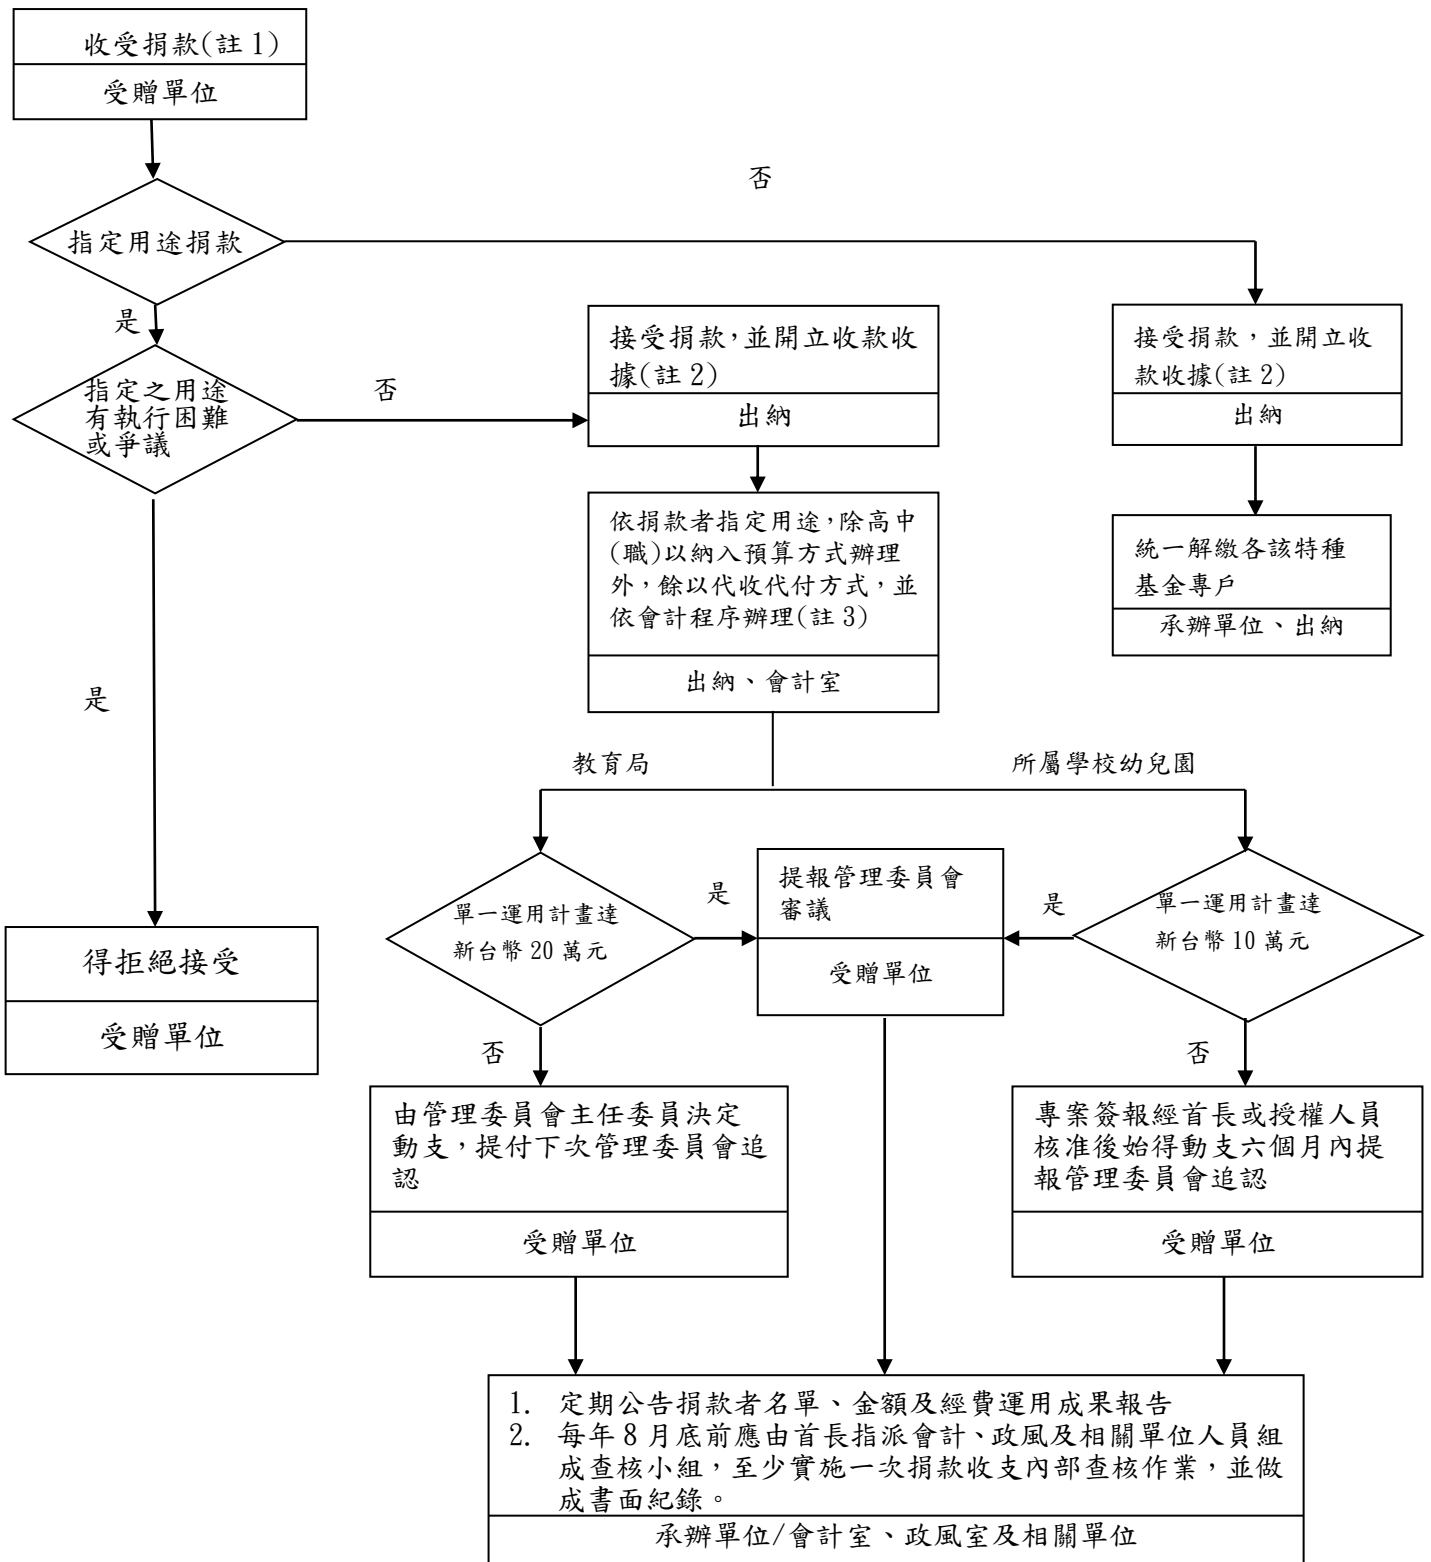 收受捐款(註1)
受贈單位
否
指定用途捐款
是
接受捐款，並開立收款收
據(註2)
出納
接受捐款，並開立收
款收據(註2)
出納
指定之用途
有執行困難
或爭議
否
依捐款者指定用途，除高中
(職)以納入預算方式辦理
外，餘以代收代付方式，並
依會計程序辦理(註3)
出納、會計室
統一解繳各該特種
基金專戶
承辦單位、出納
是
教育局
所屬學校幼兒園
單一運用計畫達
新台幣20萬元
是
提報管理委員會
審議
受贈單位
是
單一運用計畫達
新台幣10萬元
得拒絕接受
受贈單位
否
否
由管理委員會主任委員決定
動支，提付下次管理委員會追
認
受贈單位
專案簽報經首長或授權人員
核准後始得動支六個月內提
報管理委員會追認
受贈單位
1. 定期公告捐款者名單、金額及經費運用成果報告
2. 每年8月底前應由首長指派會計、政風及相關單位人員組
成查核小組，至少實施一次捐款收支內部查核作業，並做
成書面紀錄。
承辦單位/會計室、政風室及相關單位